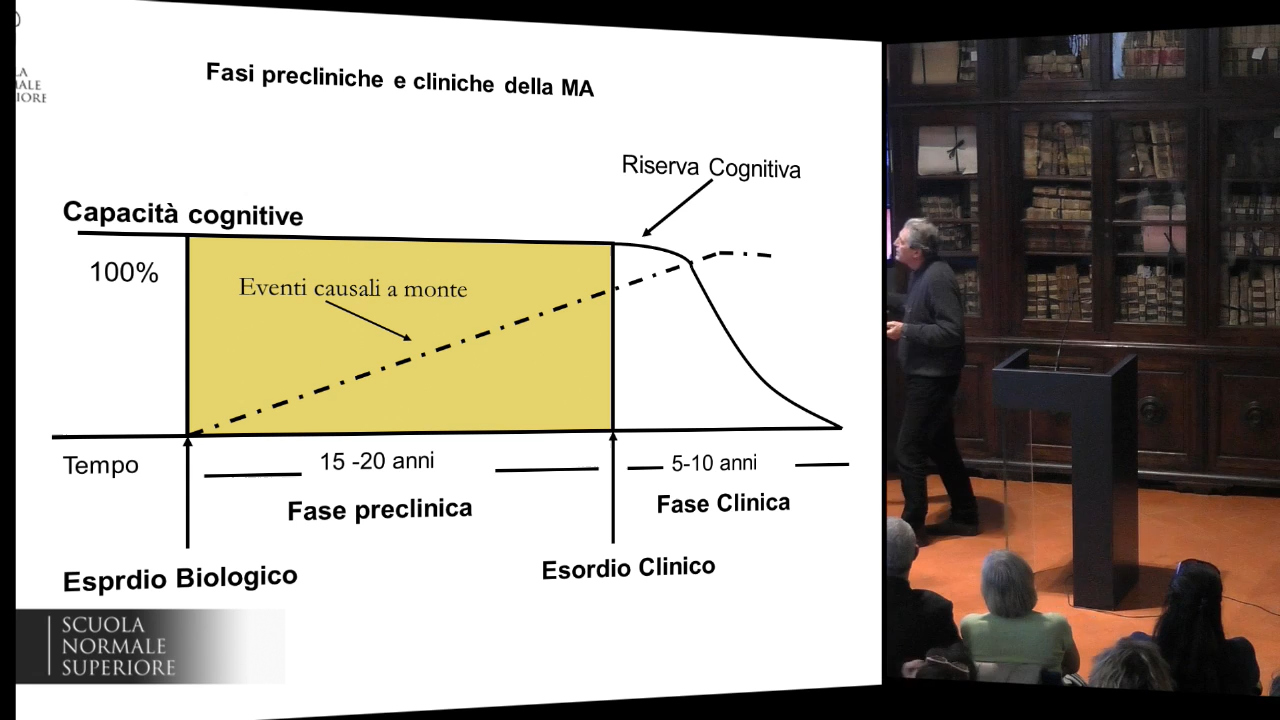 Fasi precliniche e cliniche della MA
Riserva Cognitiva
Capacità cognitive
100%
Eventi causali a monte
Tempo
15 -20 anni
5-10 anni
Fase preclinica
Fase Clinica
Esprdio Biologico
Esordio Clinico
SCUOLA
NORMALE
SUPERIORE